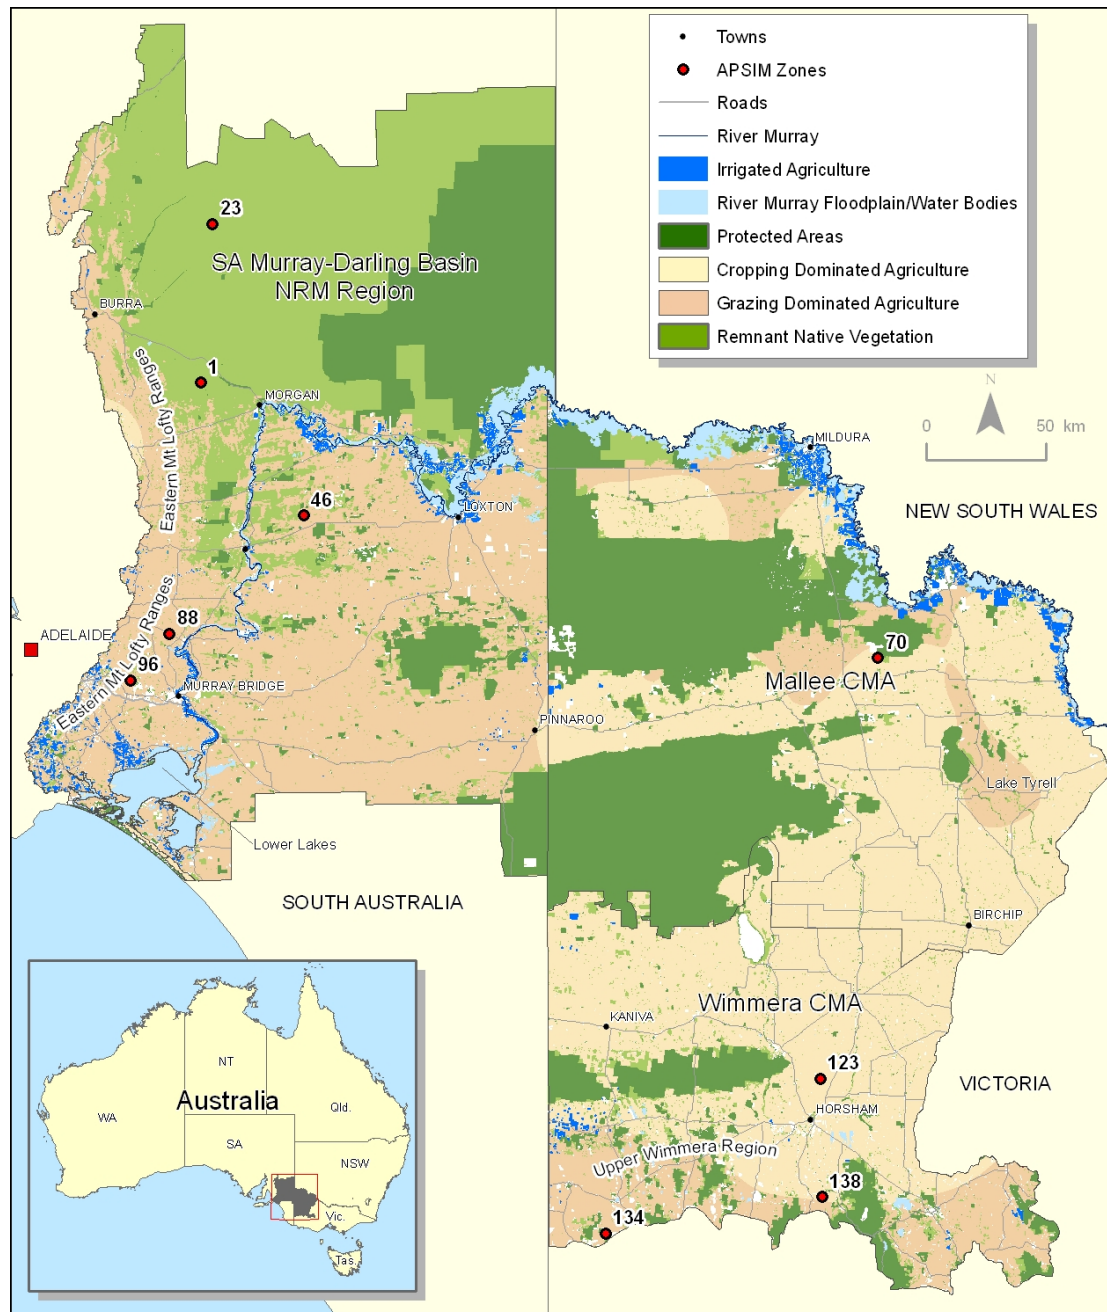 Towns
APSIM Zones
Roads
River Murray
Irrigated Agriculture
River Murray Floodplain/Water Bodies
Protected Areas
Cropping Dominated Agriculture
Grazing Dominated Agriculture
Remnant Native Vegetation
N
0 50 km
23
SA Murray-Darling Basin
NRM Region
BURRA
1
MORGAN
Eastern Mt Lofty Ranges
MILDURA
46
LOXTON
NEW SOUTH WALES
Eastern Mt Lofty Ranges
88
ADELAIDE
96
MURRAY BRIDGE
70
Mallee CMA
PINNAROO
Lake Tyrell
Lower Lakes
SOUTH AUSTRALIA
BIRCHIP
Wimmera CMA
KANIVA
123
VICTORIA
HORSHAM
Upper Wimmera Region
138
134
NT
Australia
WA
Qld.
SA
NSW
Vic.
Tas.